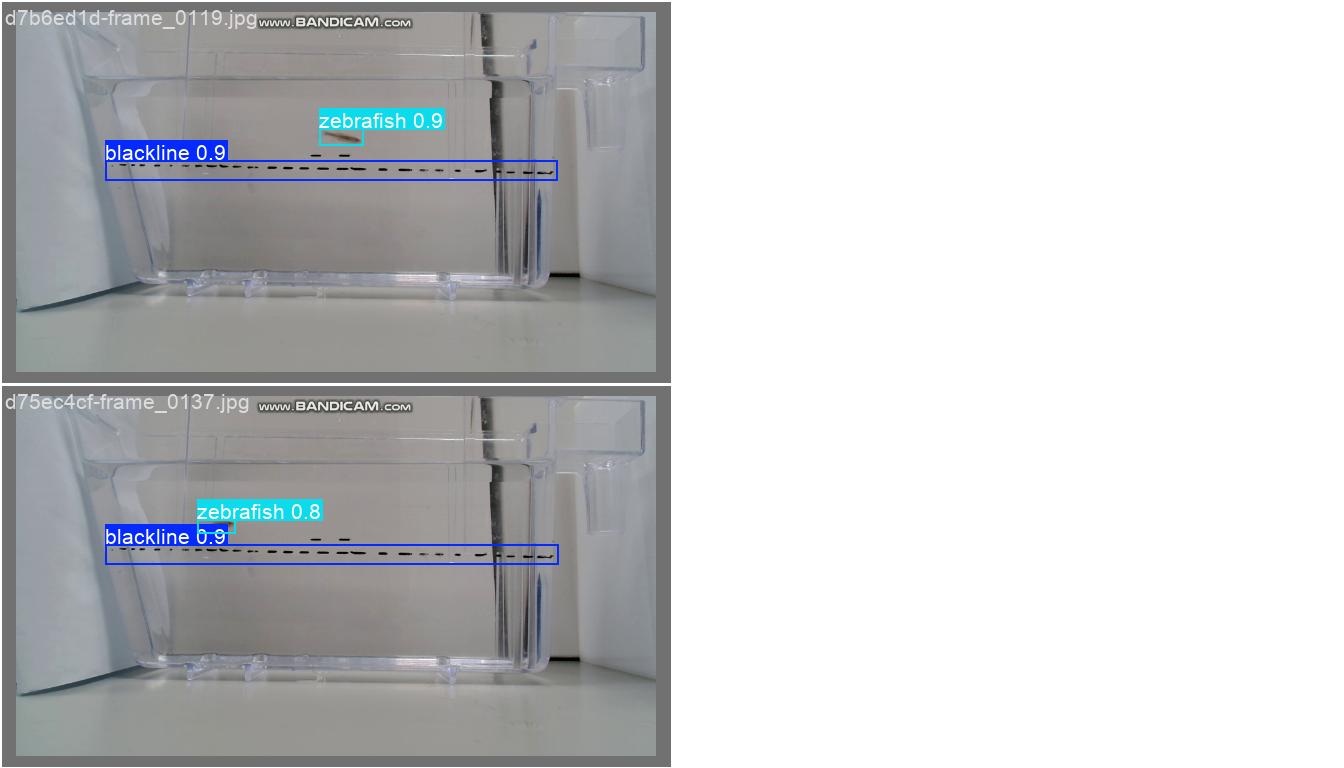 d7b6ed1d-frame_0119.jpg
www.BANDICAM.com
zebrafish 0.9
blackline 0.9
d75ec4cf-frame_0137.jpg
www.BANDICAM.com
zebrafish 0.8
blackline 0.9